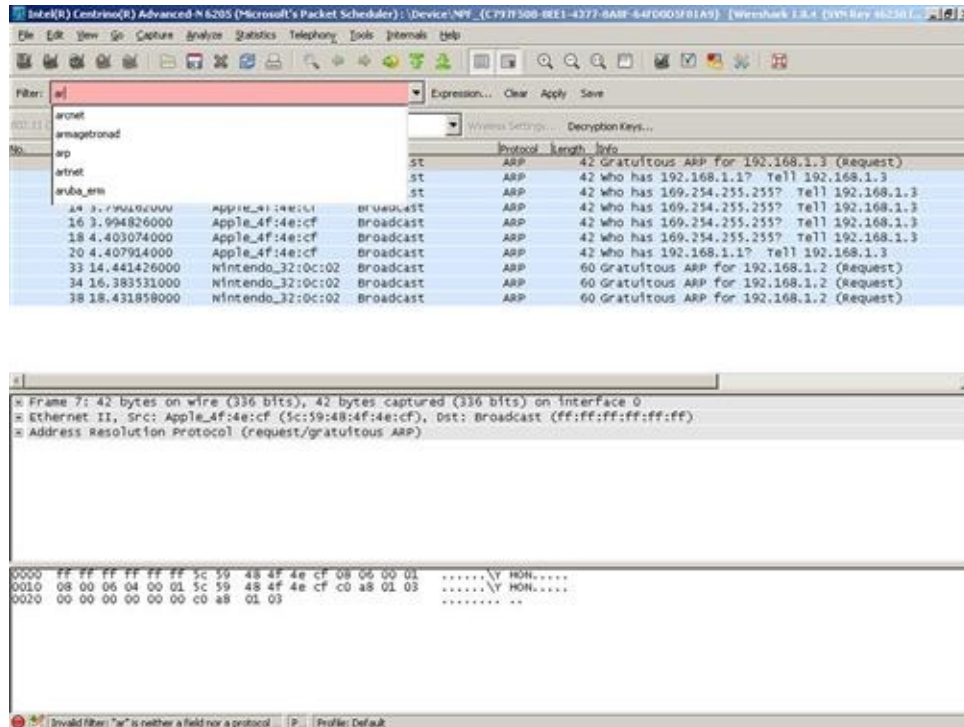 Intel(R) Centrino(R) Advanced-N 6205 (Microsoft's Packet Scheduler) : \Device\NPF_{C797F508-8EE1-4377-8A8F-64FD0D5F81A9} [Wireshark 1.8.4
File Edit View Go Capture Analyze Statistics Telephony Tools Internals Help
Filter: ar Expression... Clear Apply Save
arcnet
armagetronad
arp
artnet
aruba_erm
Wireless Settings... Decryption Keys...
No. Protocol Length Info
st ARP 42 Gratuitous ARP for 192.168.1.3 (Request)
st ARP 42 Who has 192.168.1.1? Tell 192.168.1.3
st ARP 42 Who has 169.254.255.255? Tell 192.168.1.3
14 3.790162000 Apple_4f:4e:cf Broadcast ARP 42 Who has 169.254.255.255? Tell 192.168.1.3
16 3.994826000 Apple_4f:4e:cf Broadcast ARP 42 Who has 169.254.255.255? Tell 192.168.1.3
18 4.403074000 Apple_4f:4e:cf Broadcast ARP 42 Who has 169.254.255.255? Tell 192.168.1.3
20 4.407914000 Apple_4f:4e:cf Broadcast ARP 42 Who has 192.168.1.1? Tell 192.168.1.3
33 14.441426000 Nintendo_32:0c:02 Broadcast ARP 60 Gratuitous ARP for 192.168.1.2 (Request)
34 16.383531000 Nintendo_32:0c:02 Broadcast ARP 60 Gratuitous ARP for 192.168.1.2 (Request)
38 18.431858000 Nintendo_32:0c:02 Broadcast ARP 60 Gratuitous ARP for 192.168.1.2 (Request)
Frame 7: 42 bytes on wire (336 bits), 42 bytes captured (336 bits) on interface 0
Ethernet II, Src: Apple_4f:4e:cf (5c:59:48:4f:4e:cf), Dst: Broadcast (ff:ff:ff:ff:ff:ff)
Address Resolution Protocol (request/gratuitous ARP)
0000 ff ff ff ff ff ff 5c 59 48 4f 4e cf 08 06 00 01 ......\Y HON.....
0010 08 00 06 04 00 01 5c 59 48 4f 4e cf c0 a8 01 03 ......\Y HON.....
0020 00 00 00 00 00 00 c0 a8 01 03 ........ ..
Invalid filter: "ar" is neither a field nor a protocol ... P... Profile: Default